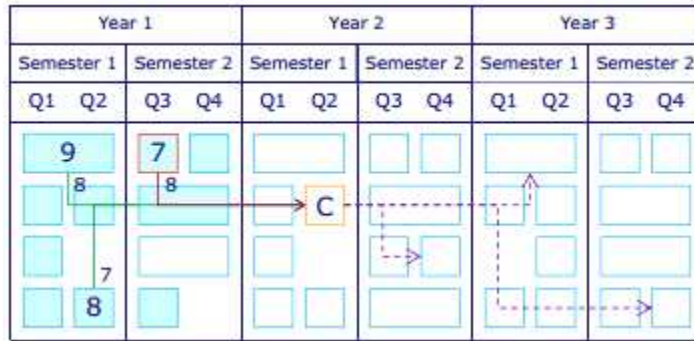 Year 1 Year 2 Year 3
Semester 1 Semester 2 Semester 1 Semester 2 Semester 1 Semester 2
Q1 Q2 Q3 Q4 Q1 Q2 Q3 Q4 Q1 Q2 Q3 Q4
9 7
8 8
C
7
8